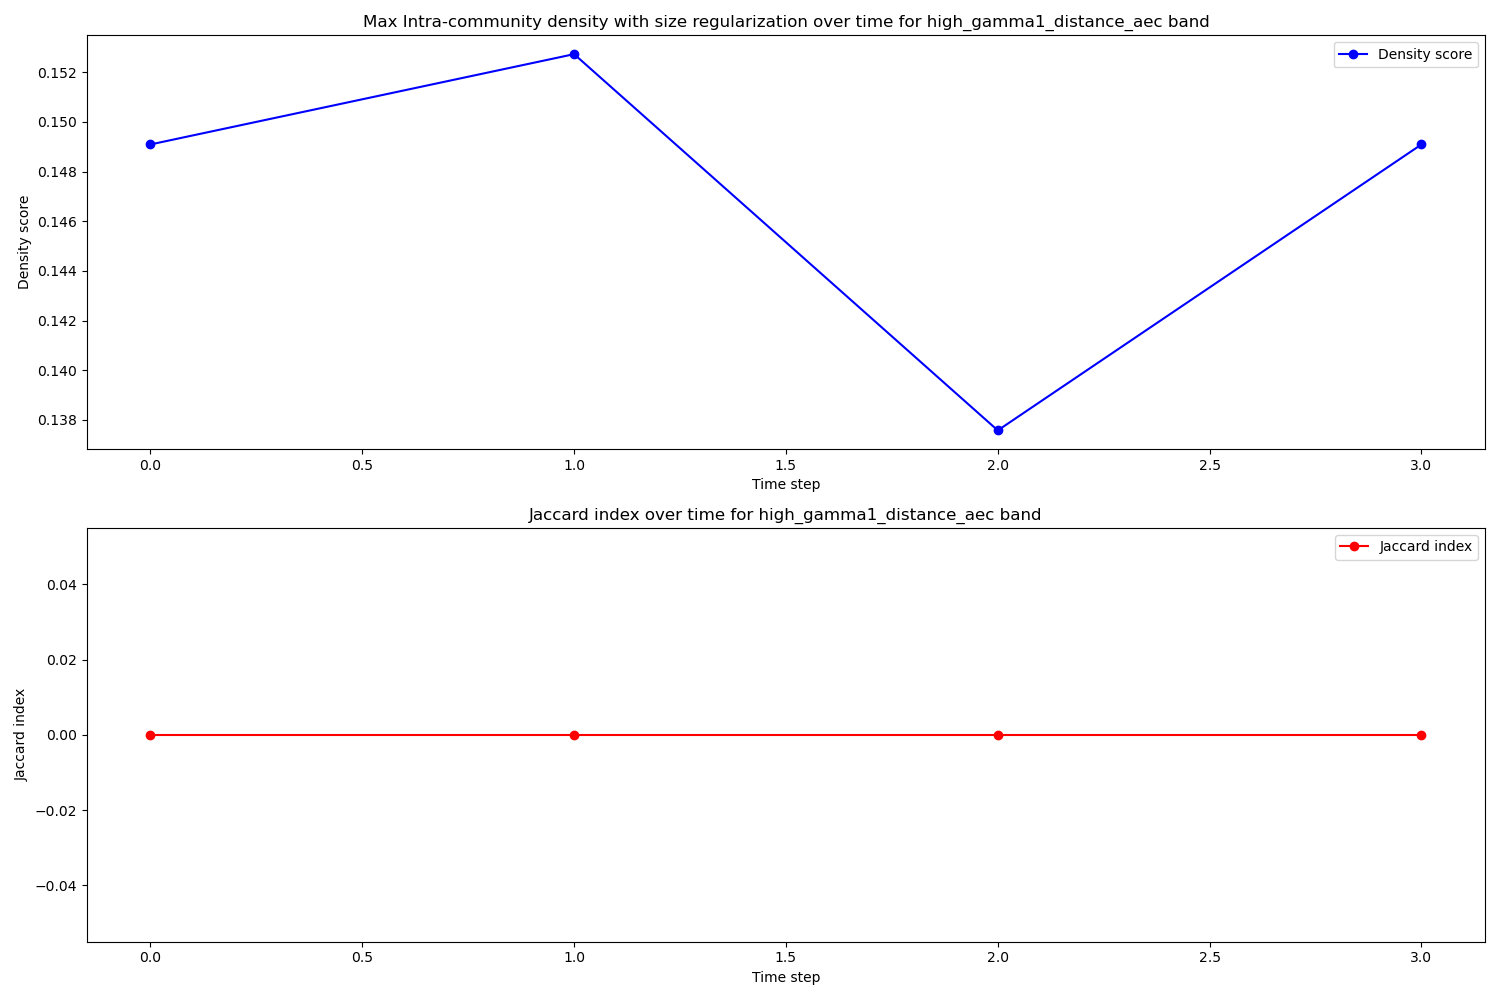 Max Intra-community density with size regularization over time for high_gamma1_distance_aec band
Density score
0.152
0.150
0.148
0.146
0.144
0.142
0.140
0.138
Density score
0.0 0.5 1.0 1.5 2.0 2.5 3.0
Time step
Jaccard index over time for high_gamma1_distance_aec band
Jaccard index
0.04
0.02
0.00
−0.02
−0.04
Jaccard index
0.0 0.5 1.0 1.5 2.0 2.5 3.0
Time step